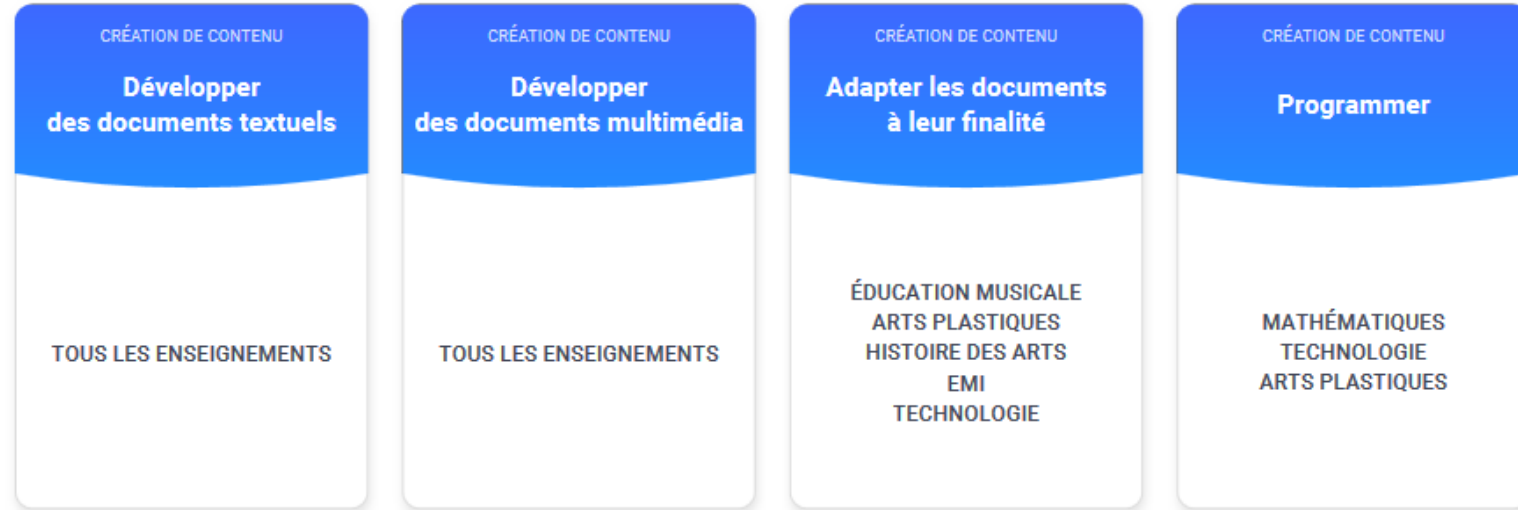 CRÉATION DE CONTENU
Développer
des documents textuels
TOUS LES ENSEIGNEMENTS
CRÉATION DE CONTENU
Développer
des documents multimédia
TOUS LES ENSEIGNEMENTS
CRÉATION DE CONTENU
Adapter les documents
à leur finalité
ÉDUCATION MUSICALE
ARTS PLASTIQUES
HISTOIRE DES ARTS
EMI
TECHNOLOGIE
CRÉATION DE CONTENU
Programmer
MATHÉMATIQUES
TECHNOLOGIE
ARTS PLASTIQUES